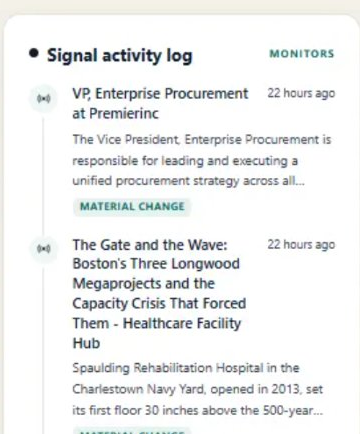 Signal activity log MONITORS
VP, Enterprise Procurement 22 hours ago
at Premierinc
The Vice President, Enterprise Procurement is
responsible for leading and executing a
unified procurement strategy across all...
MATERIAL CHANGE
The Gate and the Wave: 22 hours ago
Boston's Three Longwood
Megaprojects and the
Capacity Crisis That Forced
Them - Healthcare Facility
Hub
Spaulding Rehabilitation Hospital in the
Charlestown Navy Yard, opened in 2013, set
its first floor 30 inches above the 500-year...
MATERIAL CHANGE